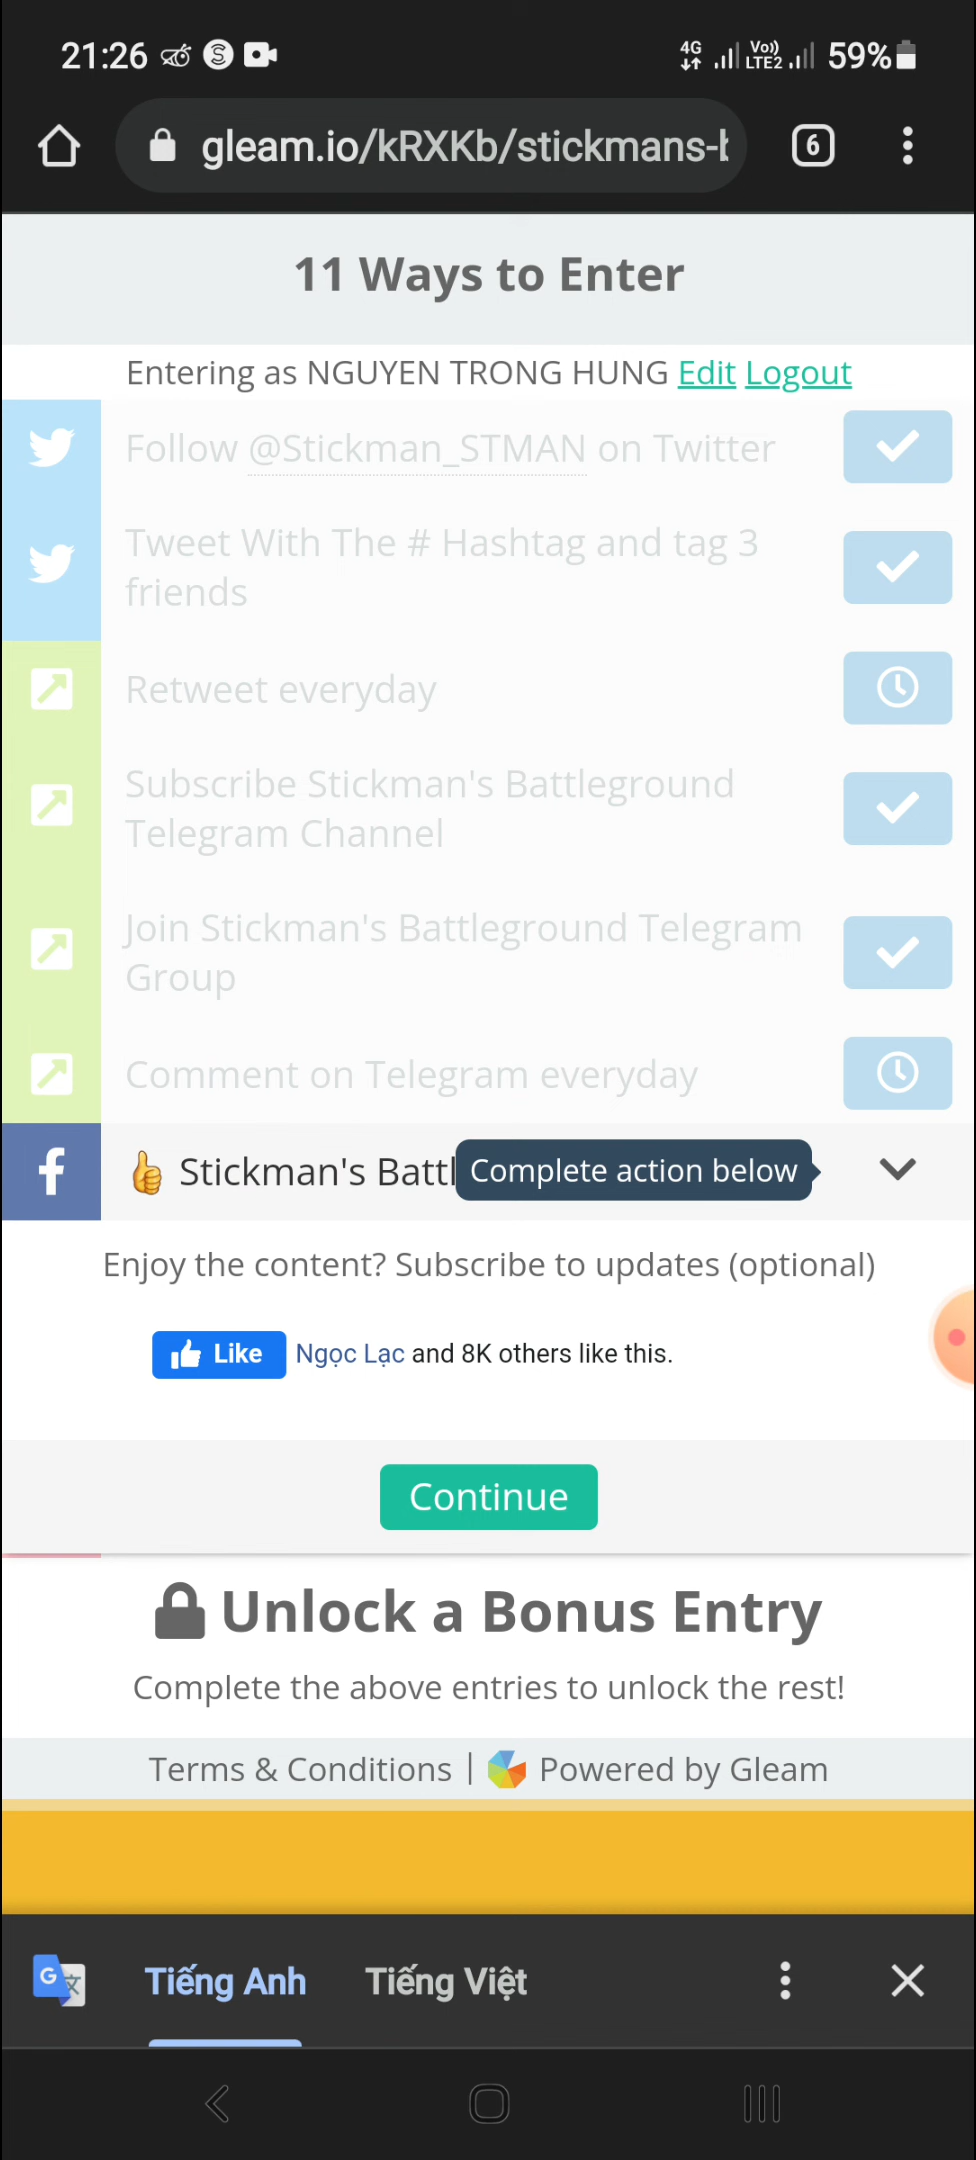 21:26 4G Vo)) LTE2 59%
gleam.io/kRXKb/stickmans-b
6
11 Ways to Enter
Entering as NGUYEN TRONG HUNG Edit Logout
Follow @Stickman_STMAN on Twitter
Tweet With The # Hashtag and tag 3
friends
Retweet everyday
Subscribe Stickman's Battleground
Telegram Channel
Join Stickman's Battleground Telegram
Group
Comment on Telegram everyday
Stickman's Battl Complete action below
Enjoy the content? Subscribe to updates (optional)
Like Ngọc Lạc and 8K others like this.
Continue
Unlock a Bonus Entry
Complete the above entries to unlock the rest!
Terms & Conditions | Powered by Gleam
Tiếng Anh Tiếng Việt